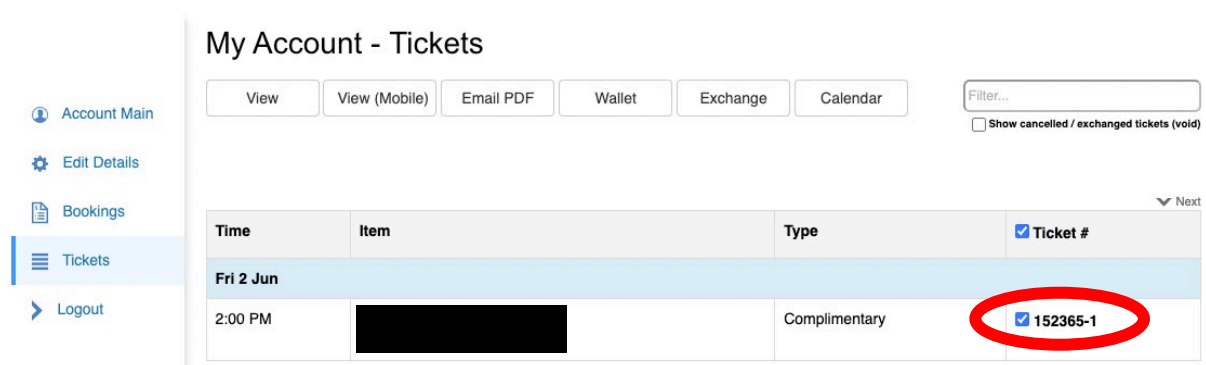 My Account - Tickets
View View (Mobile) Email PDF Wallet Exchange Calendar Filter...
Show cancelled / exchanged tickets (void)
Account Main
Edit Details
Bookings
Tickets
Logout
Next
Time Item Type Ticket #
Fri 2 Jun
2:00 PM Complimentary 152365-1